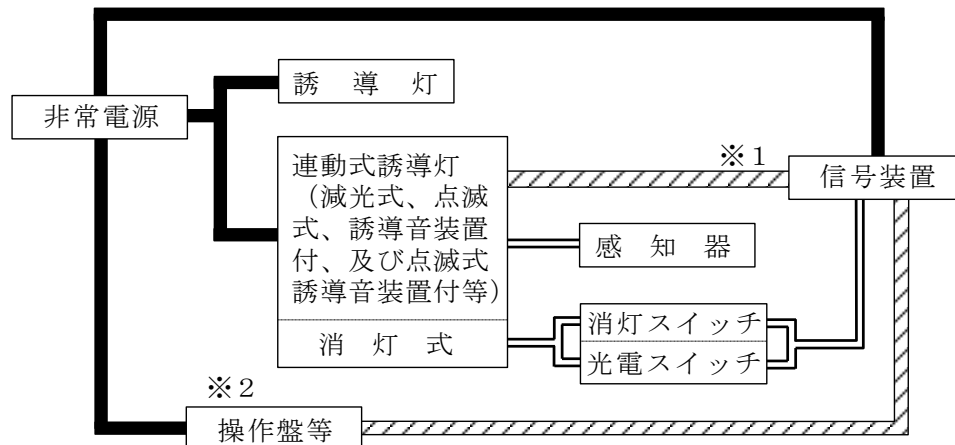 誘　導　灯
非常電源
連動式誘導灯
（減光式、点滅
式、誘導音装置
付、及び点滅式
誘導音装置付等）
※１
信号装置
感　知　器
消灯スイッチ
消　灯　式
光電スイッチ
※２
操作盤等